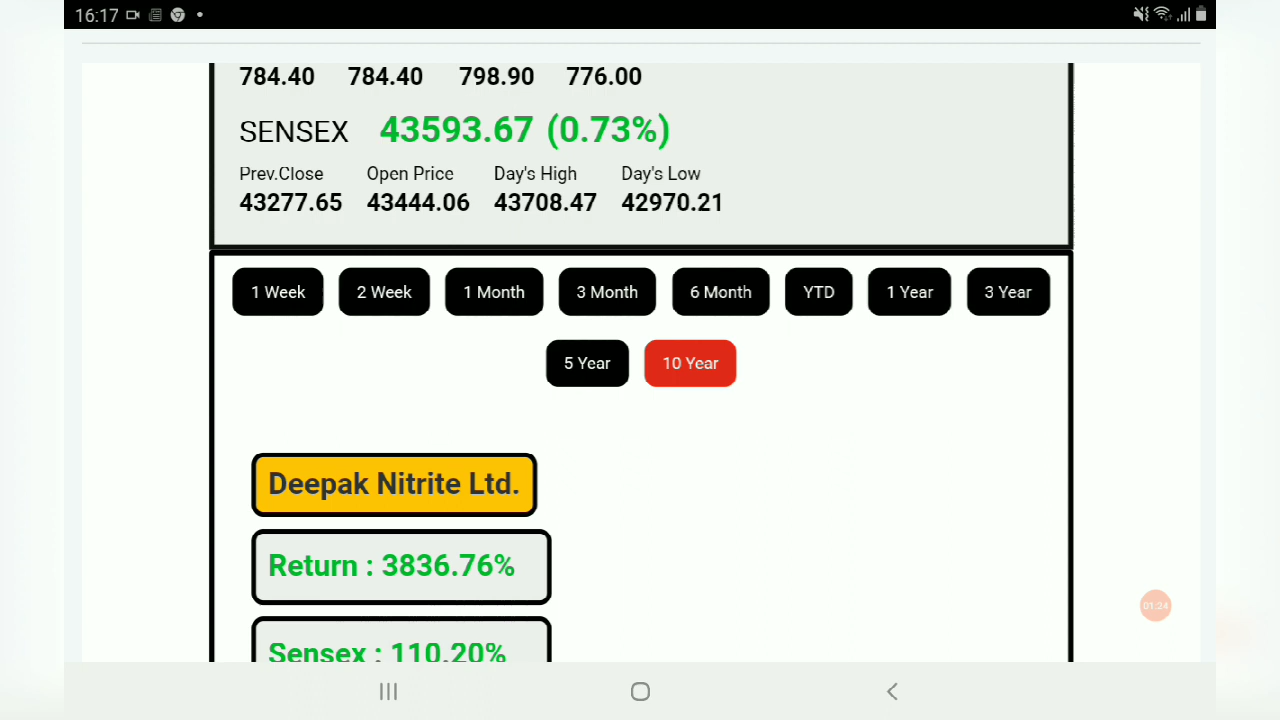 16:17
784.40 784.40 798.90 776.00
SENSEX 43593.67 (0.73%)
Prev.Close Open Price Day's High Day's Low
43277.65 43444.06 43708.47 42970.21
1 Week 2 Week 1 Month 3 Month 6 Month YTD 1 Year 3 Year
5 Year 10 Year
Deepak Nitrite Ltd.
Return : 3836.76%
01:24
Sensex : 110.20%